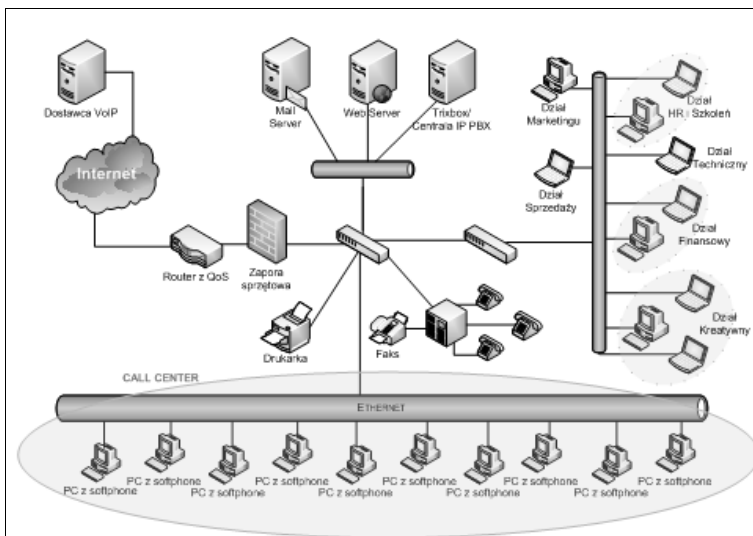 Dostawca VoIP
Mail
Server
Web Server
Trixbox/
Centrala IP PBX
Dział
Marketingu
Dział
HR i Szkoleń
Dział
Techniczny
Dział
Sprzedaży
Dział
Finansowy
Dział
Kreatywny
Internet
Router z QoS
Zapora
sprzętowa
Drukarka
Faks
CALL CENTER
ETHERNET
PC z softphone
PC z softphone
PC z softphone
PC z softphone
PC z softphone
PC z softphone
PC z softphone
PC z softphone
PC z softphone
PC z softphone